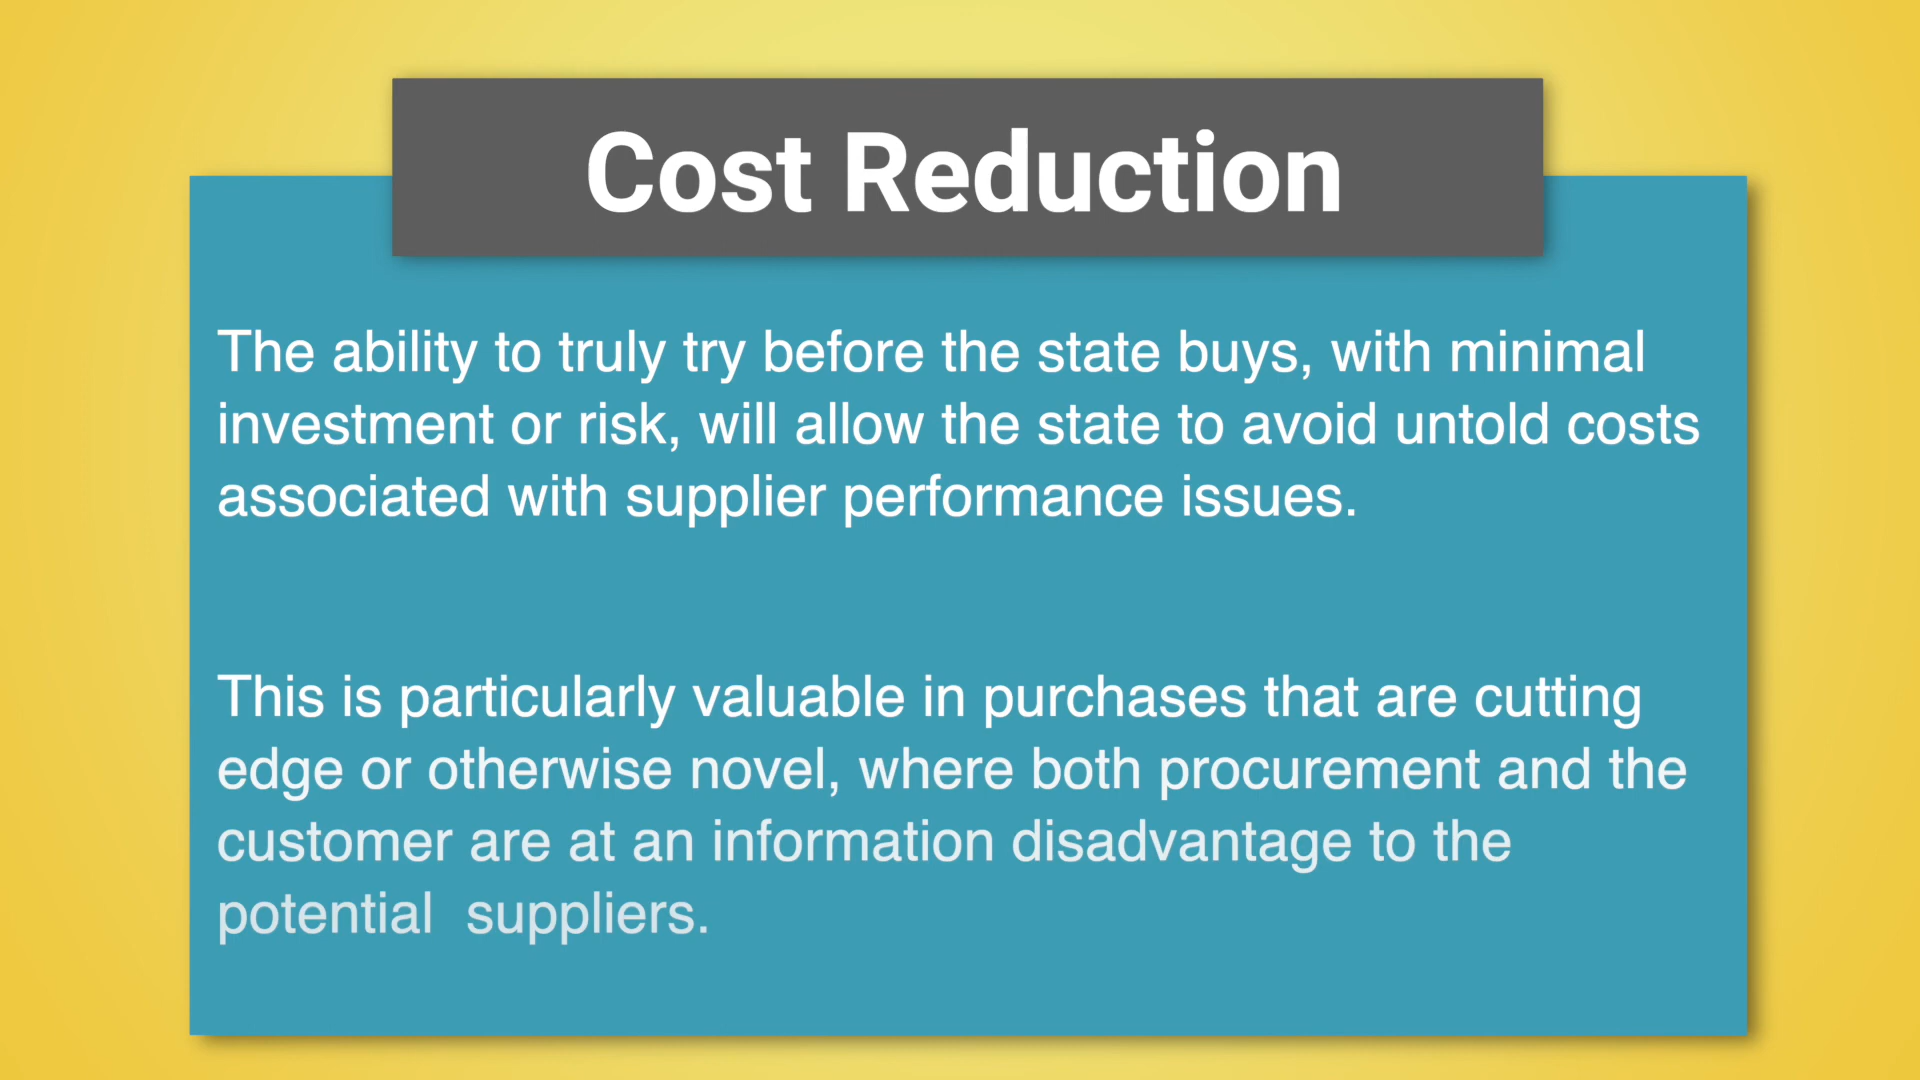 Cost Reduction
The ability to truly try before the state buys, with minimal
investment or risk, will allow the state to avoid untold costs
associated with supplier performance issues.
This is particularly valuable in purchases that are cutting
edge or otherwise novel, where both procurement and the
customer are at an information disadvantage to the
potential  suppliers.